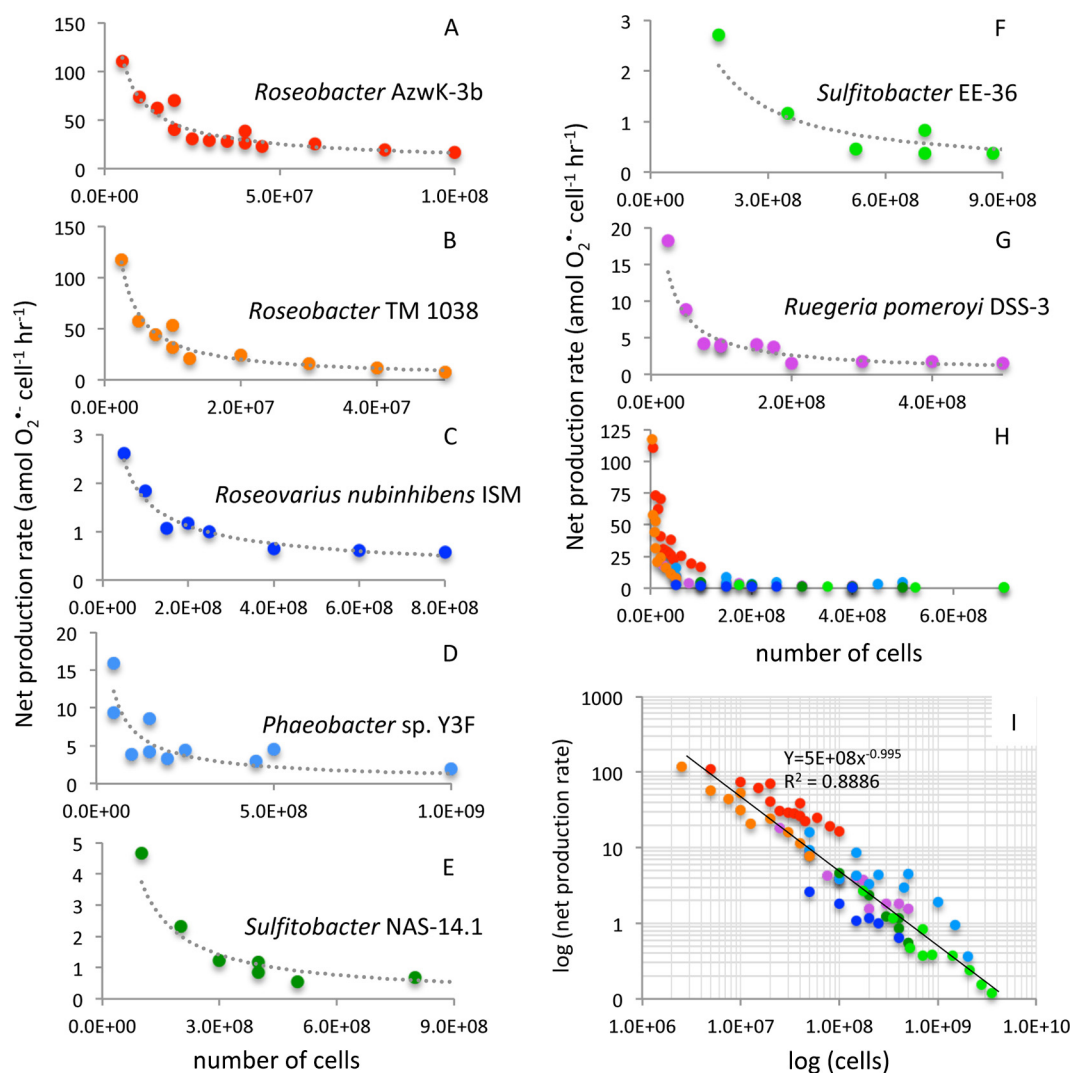 Net production rate (amol O₂•- cell⁻¹ hr⁻¹)
A
Roseobacter AzwK-3b
150
100
50
0
0.0E+00 5.0E+07 1.0E+08
B
Roseobacter TM 1038
150
100
50
0
0.0E+00 2.0E+07 4.0E+07
C
Roseovarius nubinhibens ISM
3
2
1
0
0.0E+00 2.0E+08 4.0E+08 6.0E+08 8.0E+08
D
Phaeobacter sp. Y3F
20
15
10
5
0
0.0E+00 5.0E+08 1.0E+09
E
Sulfitobacter NAS-14.1
5
4
3
2
1
0
0.0E+00 3.0E+08 6.0E+08 9.0E+08
number of cells
Net production rate (amol O₂•- cell⁻¹ hr⁻¹)
F
Sulfitobacter EE-36
3
2
1
0
0.0E+00 3.0E+08 6.0E+08 9.0E+08
G
Ruegeria pomeroyi DSS-3
20
15
10
5
0
0.0E+00 2.0E+08 4.0E+08
H
125
100
75
50
25
0
0.0E+00 2.0E+08 4.0E+08 6.0E+08
number of cells
I
Y=5E+08x⁻⁰·⁹⁹⁵
R² = 0.8886
log (net production rate)
1000
100
10
1
0
1.0E+06 1.0E+07 1.0E+08 1.0E+09 1.0E+10
log (cells)